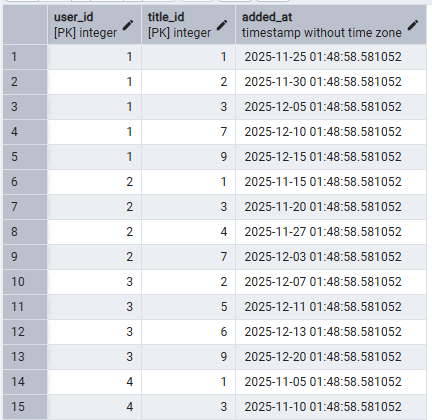 user_id title_id added_at
[PK] integer [PK] integer timestamp without time zone
1 1 1 2025-11-25 01:48:58.581052
2 1 2 2025-11-30 01:48:58.581052
3 1 3 2025-12-05 01:48:58.581052
4 1 7 2025-12-10 01:48:58.581052
5 1 9 2025-12-15 01:48:58.581052
6 2 1 2025-11-15 01:48:58.581052
7 2 3 2025-11-20 01:48:58.581052
8 2 4 2025-11-27 01:48:58.581052
9 2 7 2025-12-03 01:48:58.581052
10 3 2 2025-12-07 01:48:58.581052
11 3 5 2025-12-11 01:48:58.581052
12 3 6 2025-12-13 01:48:58.581052
13 3 9 2025-12-20 01:48:58.581052
14 4 1 2025-11-05 01:48:58.581052
15 4 3 2025-11-10 01:48:58.581052